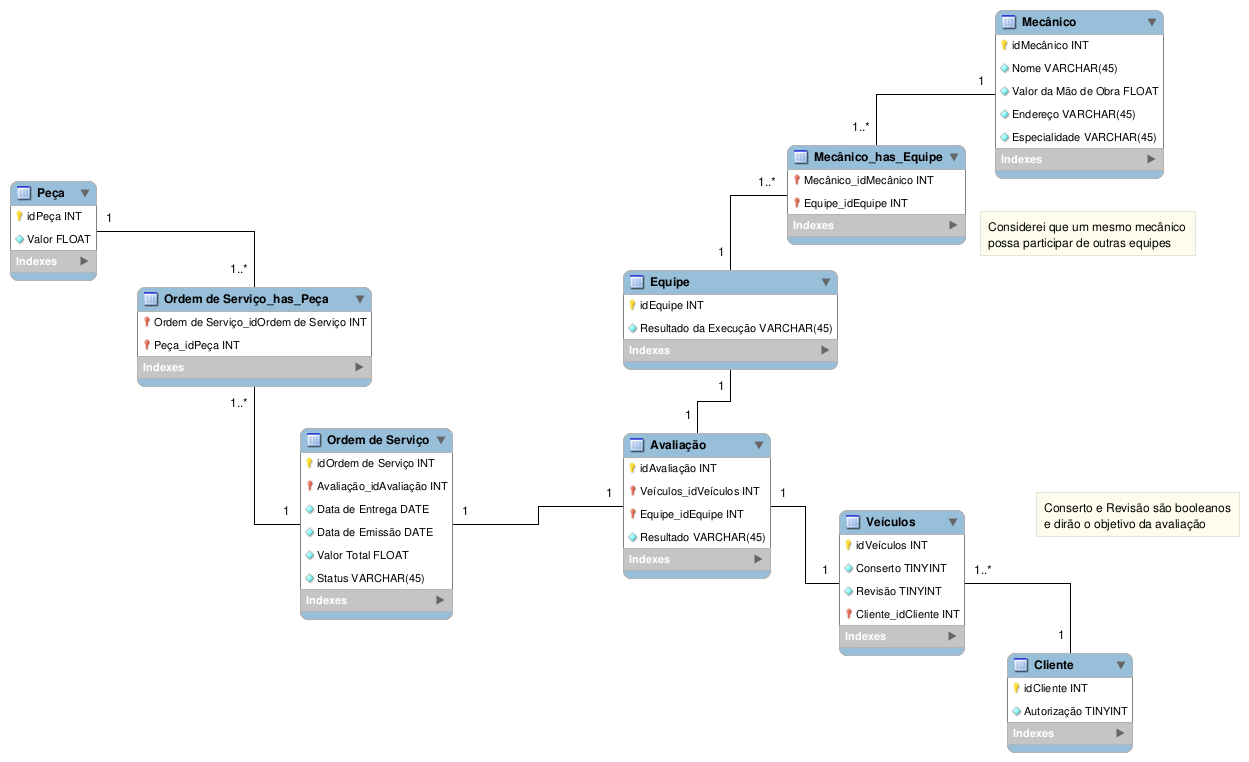 Mecânico
idMecânico INT
Nome VARCHAR(45)
Valor da Mão de Obra FLOAT
Endereço VARCHAR(45)
Especialidade VARCHAR(45)
Indexes
1
1..*
Mecânico_has_Equipe
Mecânico_idMecânico INT
Equipe_idEquipe INT
Indexes
1..*
1
Considerei que um mesmo mecânico
possa participar de outras equipes
Peça
idPeça INT
Valor FLOAT
Indexes
1
1..*
Ordem de Serviço_has_Peça
Ordem de Serviço_idOrdem de Serviço INT
Peça_idPeça INT
Indexes
1..*
1
Equipe
idEquipe INT
Resultado da Execução VARCHAR(45)
Indexes
1
1
Ordem de Serviço
idOrdem de Serviço INT
Avaliação_idAvaliação INT
Data de Entrega DATE
Data de Emissão DATE
Valor Total FLOAT
Status VARCHAR(45)
Indexes
1
1
Avaliação
idAvaliação INT
Veículos_idVeículos INT
Equipe_idEquipe INT
Resultado VARCHAR(45)
Indexes
1
1
Veículos
idVeículos INT
Conserto TINYINT
Revisão TINYINT
Cliente_idCliente INT
Indexes
1..*
1
Conserto e Revisão são booleanos
e dirão o objetivo da avaliação
Cliente
idCliente INT
Autorização TINYINT
Indexes